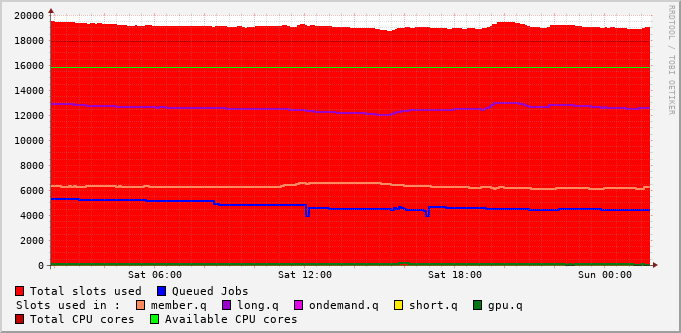 20000
18000
16000
14000
12000
10000
8000
6000
4000
2000
0
Sat 06:00 Sat 12:00 Sat 18:00 Sun 00:00
RRDTOOL / TOBI OETIKER
Total slots used Queued Jobs
Slots used in : member.q long.q ondemand.q short.q gpu.q
Total CPU cores Available CPU cores